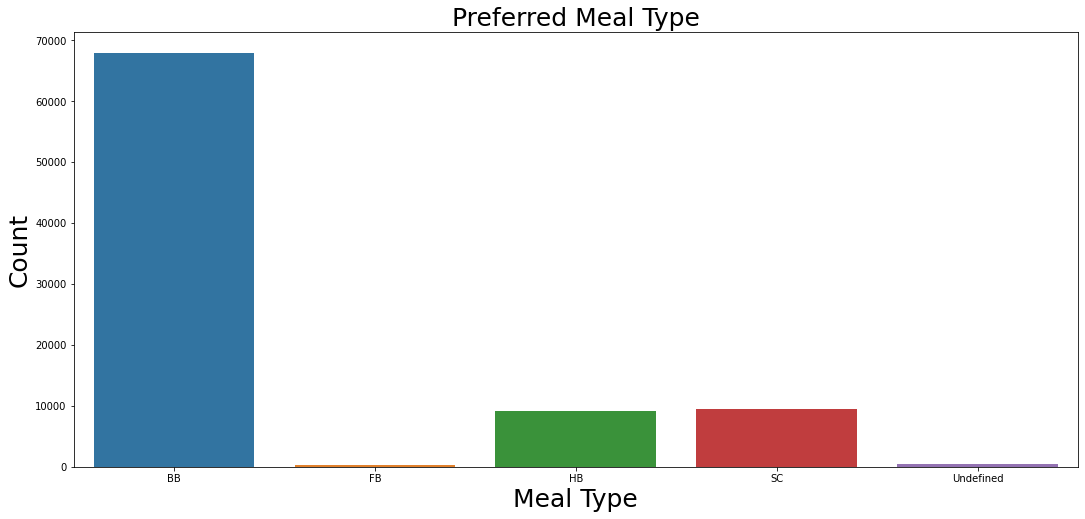 Preferred Meal Type
70000
60000
50000
40000
30000
20000
10000
0
Count
BB FB HB SC Undefined
Meal Type